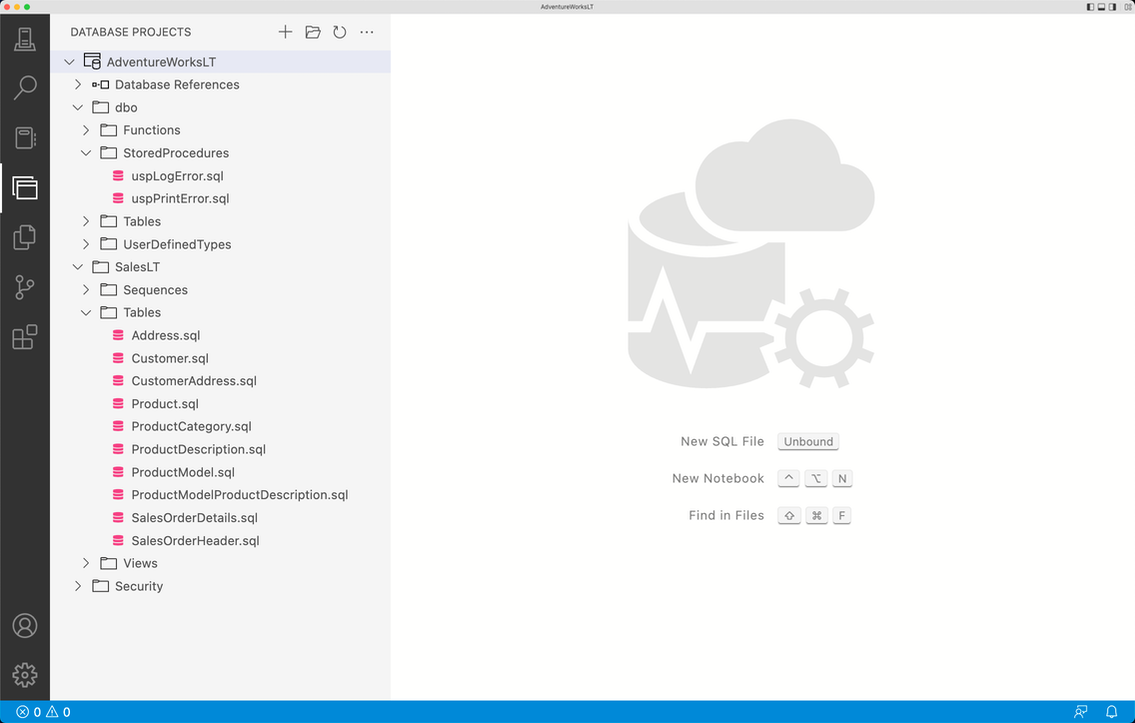 AdventureWorksLT
DATABASE PROJECTS
AdventureWorksLT
Database References
dbo
Functions
StoredProcedures
uspLogError.sql
uspPrintError.sql
Tables
UserDefinedTypes
SalesLT
Sequences
Tables
Address.sql
Customer.sql
CustomerAddress.sql
Product.sql
ProductCategory.sql
ProductDescription.sql
ProductModel.sql
ProductModelProductDescription.sql
SalesOrderDetails.sql
SalesOrderHeader.sql
Views
Security
New SQL File Unbound
New Notebook ^ ⌥ N
Find in Files ⇧ ⌘ F
0 0